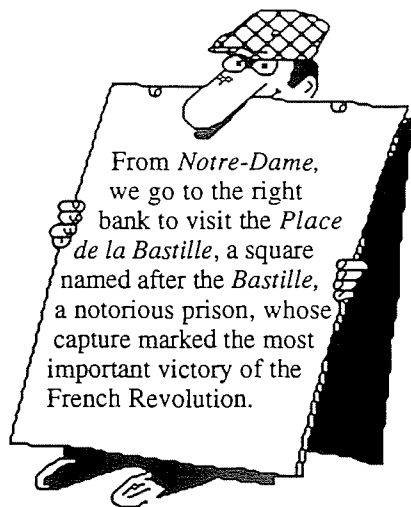 From Notre-Dame,
we go to the right
bank to visit the Place
de la Bastille, a square
named after the Bastille,
a notorious prison, whose
capture marked the most
important victory of the
French Revolution.